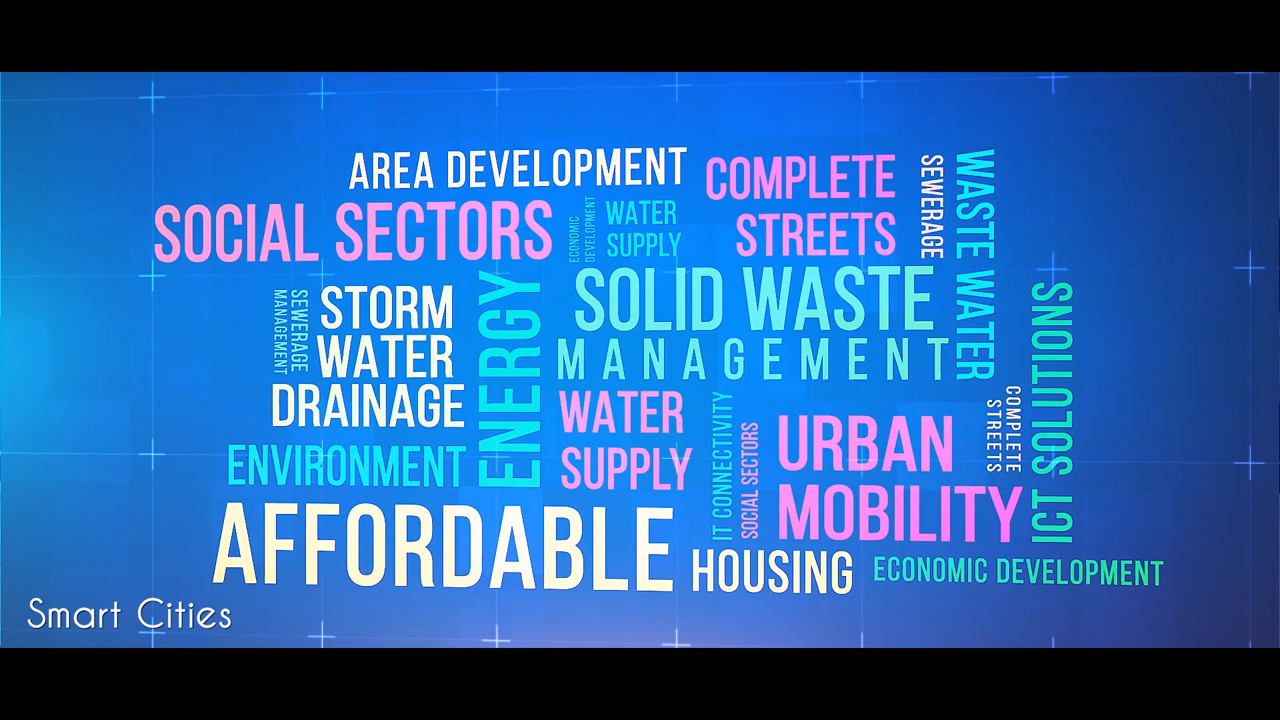 AREA DEVELOPMENT
COMPLETE
STREETS
SEWERAGE
WASTE WATER
SOCIAL SECTORS
ECONOMIC
DEVELOPMENT
WATER
SUPPLY
SOLID WASTE
MANAGEMENT
SEWERAGE
MANAGEMENT
STORM
WATER
DRAINAGE
ENERGY
ICT SOLUTIONS
WATER
SUPPLY
IT CONNECTIVITY
SOCIAL SECTORS
URBAN
MOBILITY
COMPLETE
STREETS
ENVIRONMENT
AFFORDABLE
HOUSING
ECONOMIC DEVELOPMENT
Smart Cities